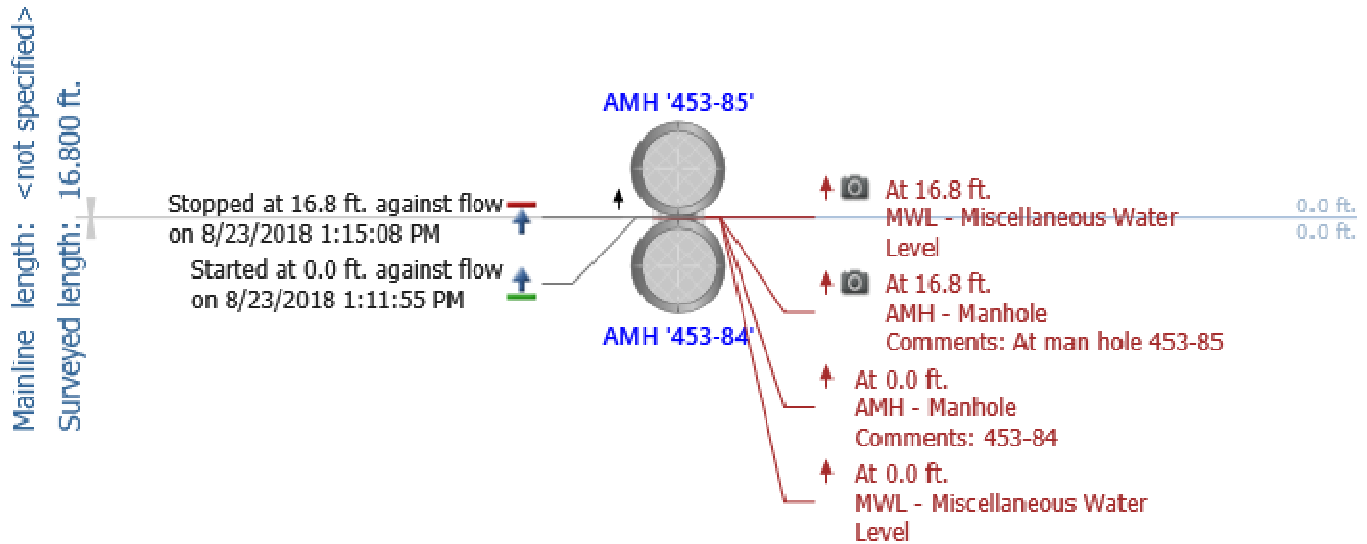 Mainline length: <not specified>
Surveyed length: 16.800 ft.
AMH '453-85'
Stopped at 16.8 ft. against flow
on 8/23/2018 1:15:08 PM
Started at 0.0 ft. against flow
on 8/23/2018 1:11:55 PM
AMH '453-84'
At 16.8 ft.
MWL - Miscellaneous Water
Level
At 16.8 ft.
AMH - Manhole
Comments: At man hole 453-85
At 0.0 ft.
AMH - Manhole
Comments: 453-84
At 0.0 ft.
MWL - Miscellaneous Water
Level
0.0 ft.
0.0 ft.